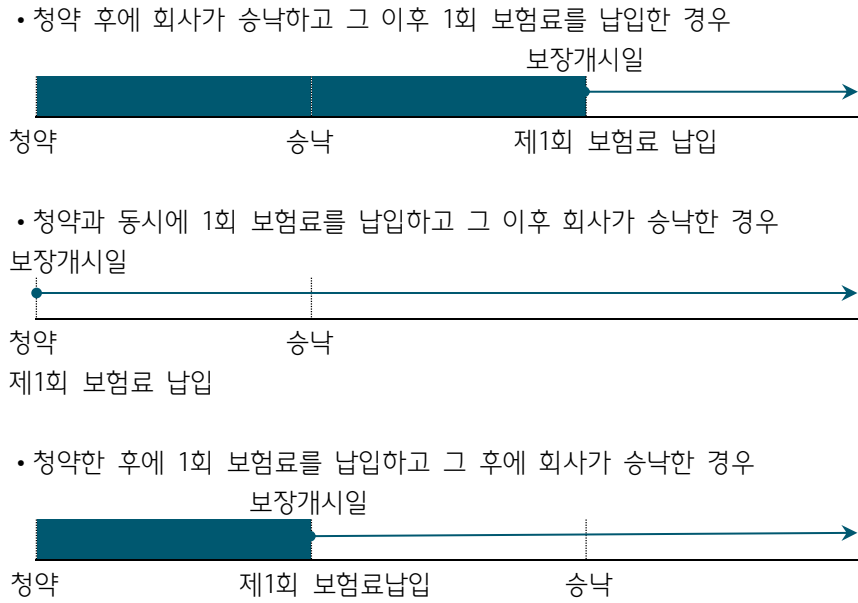 • 청약 후에 회사가 승낙하고 그 이후 1회 보험료를 납입한 경우
보장개시일
청약 승낙 제1회 보험료 납입
• 청약과 동시에 1회 보험료를 납입하고 그 이후 회사가 승낙한 경우
보장개시일
청약 승낙
제1회 보험료 납입
• 청약한 후에 1회 보험료를 납입하고 그 후에 회사가 승낙한 경우
보장개시일
청약 제1회 보험료납입 승낙